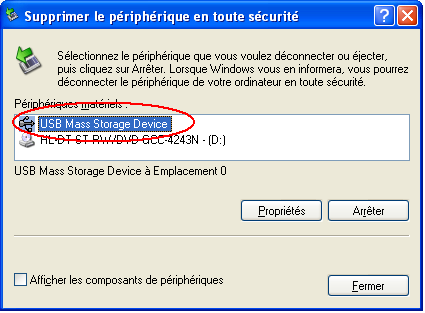 Supprimer le périphérique en toute sécurité
Sélectionnez le périphérique que vous voulez déconnecter ou éjecter,
puis cliquez sur Arrêter. Lorsque Windows vous en informera, vous pourrez
déconnecter le périphérique de votre ordinateur en toute sécurité.
Périphériques matériels :
USB Mass Storage Device
HL-DT-ST RW/DVD GCC-4243N - (D:)
USB Mass Storage Device à Emplacement 0
Propriétés
Arrêter
Afficher les composants de périphériques
Fermer